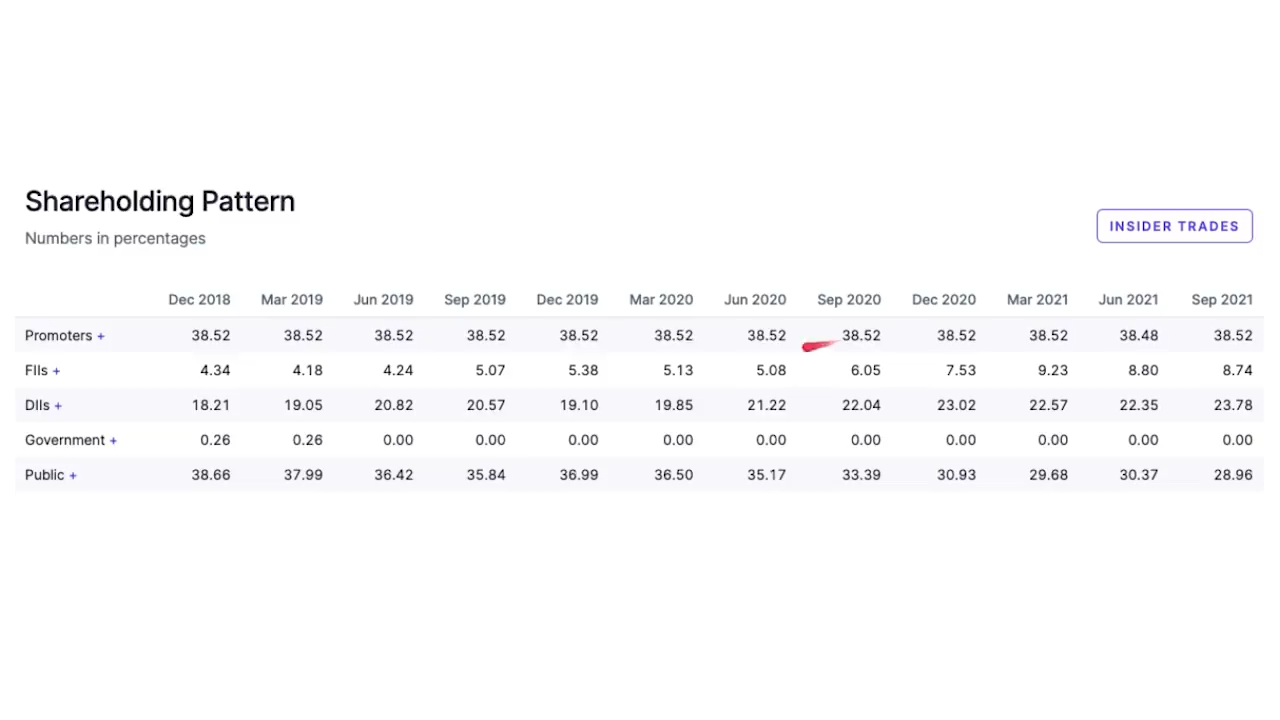 Shareholding Pattern
Numbers in percentages
INSIDER TRADES
Dec 2018 Mar 2019 Jun 2019 Sep 2019 Dec 2019 Mar 2020 Jun 2020 Sep 2020 Dec 2020 Mar 2021 Jun 2021 Sep 2021
Promoters + 38.52 38.52 38.52 38.52 38.52 38.52 38.52 38.52 38.52 38.52 38.48 38.52
FIIs + 4.34 4.18 4.24 5.07 5.38 5.13 5.08 6.05 7.53 9.23 8.80 8.74
DIIs + 18.21 19.05 20.82 20.57 19.10 19.85 21.22 22.04 23.02 22.57 22.35 23.78
Government + 0.26 0.26 0.00 0.00 0.00 0.00 0.00 0.00 0.00 0.00 0.00 0.00
Public + 38.66 37.99 36.42 35.84 36.99 36.50 35.17 33.39 30.93 29.68 30.37 28.96